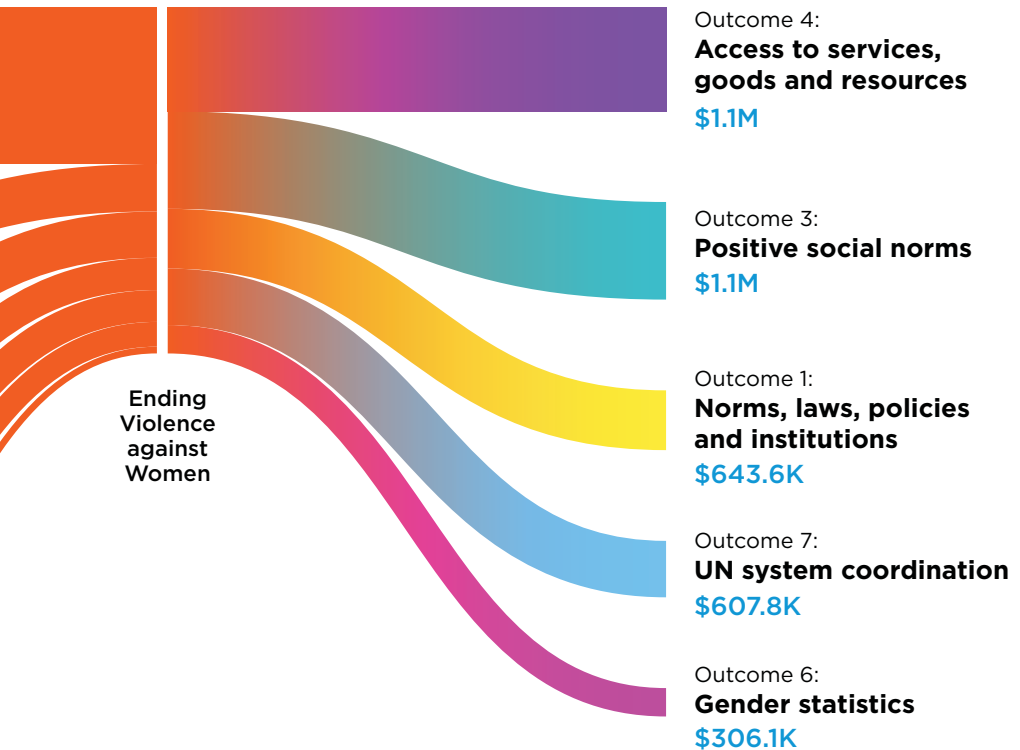 Outcome 4:
Access to services,
goods and resources
$1.1M
Outcome 3:
Positive social norms
$1.1M
Outcome 1:
Norms, laws, policies
and institutions
$643.6K
Ending
Violence
against
Women
Outcome 7:
UN system coordination
$607.8K
Outcome 6:
Gender statistics
$306.1K